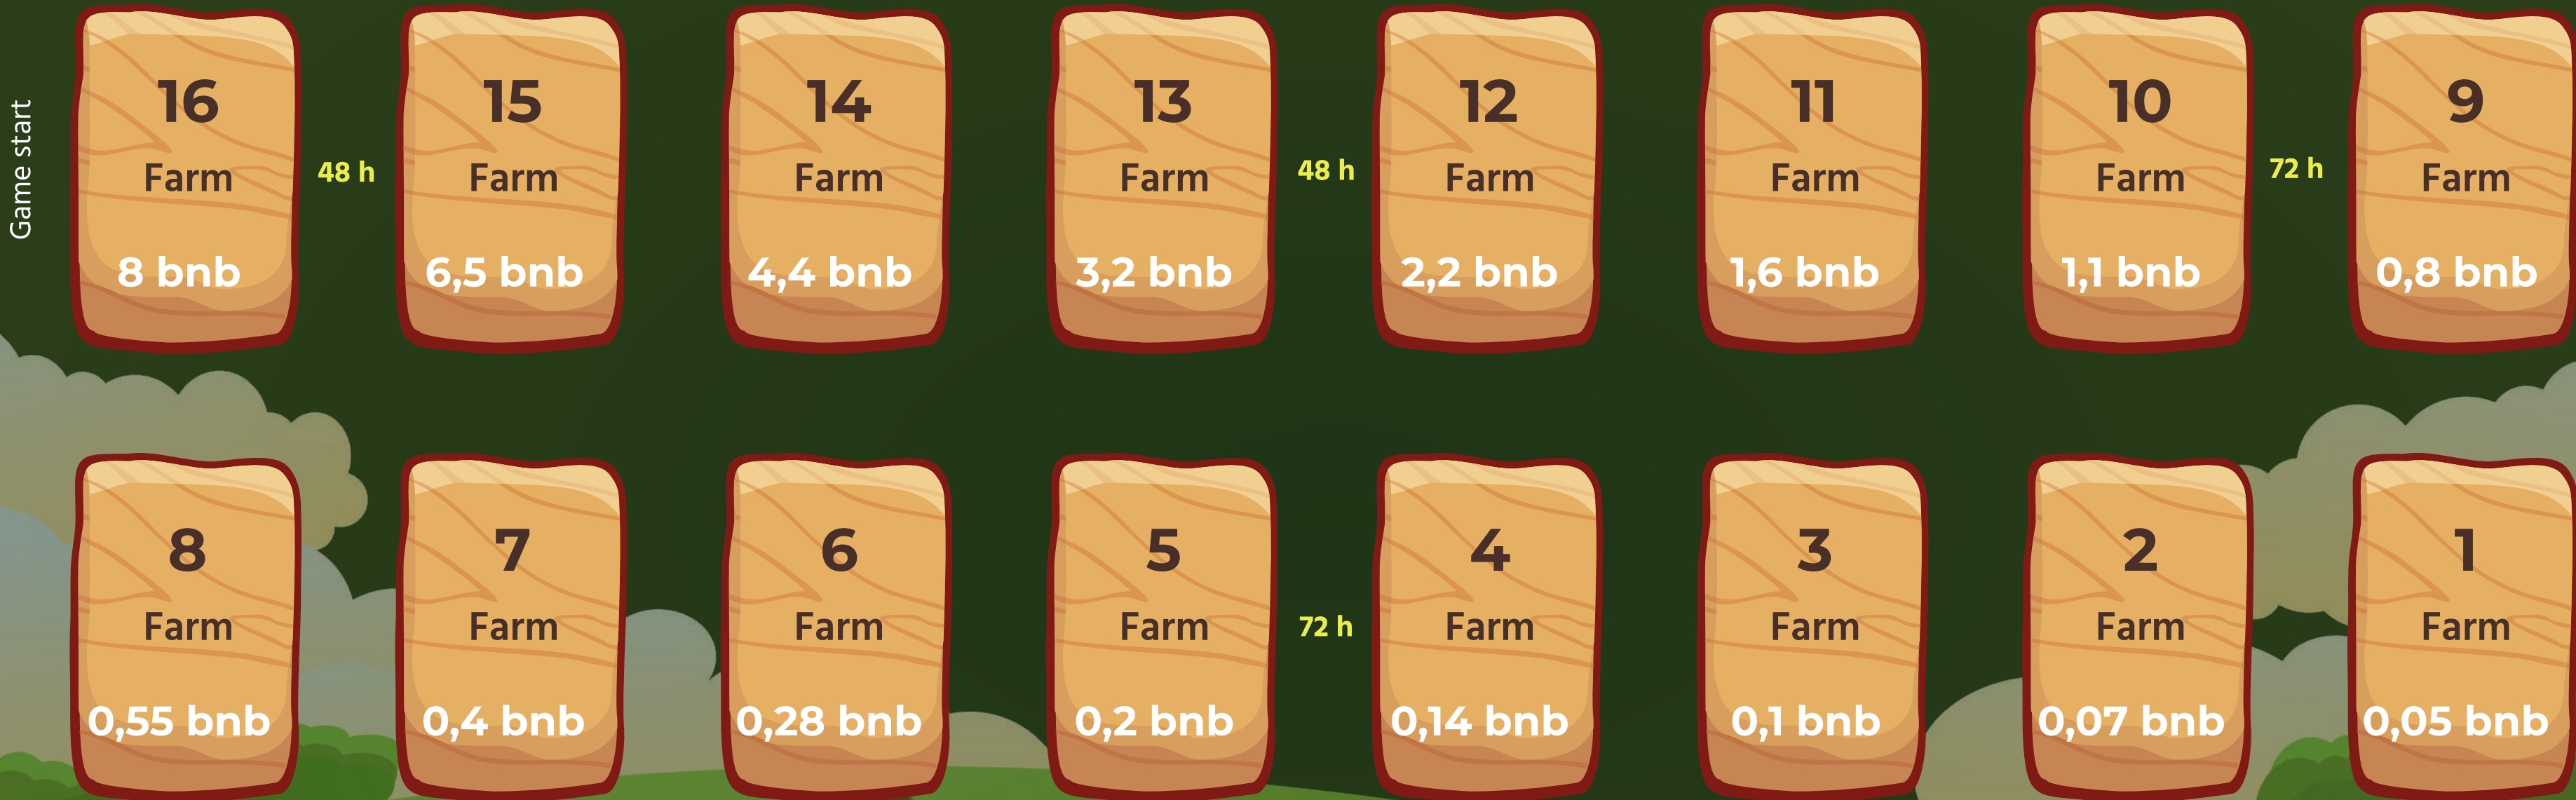 Game start
16
Farm
8 bnb
48 h
15
Farm
6,5 bnb
14
Farm
4,4 bnb
13
Farm
3,2 bnb
48 h
12
Farm
2,2 bnb
11
Farm
1,6 bnb
10
Farm
1,1 bnb
72 h
9
Farm
0,8 bnb
8
Farm
0,55 bnb
7
Farm
0,4 bnb
6
Farm
0,28 bnb
5
Farm
0,2 bnb
72 h
4
Farm
0,14 bnb
3
Farm
0,1 bnb
2
Farm
0,07 bnb
1
Farm
0,05 bnb